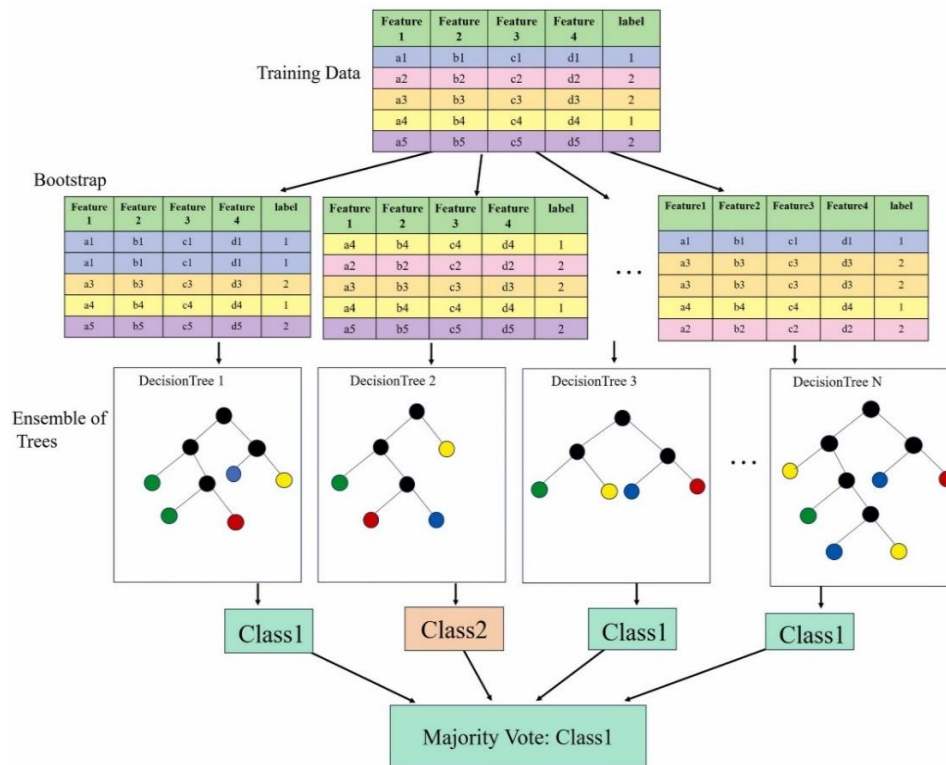 Training Data
Feature 1 Feature 2 Feature 3 Feature 4 label
a1 b1 c1 d1 1
a2 b2 c2 d2 2
a3 b3 c3 d3 2
a4 b4 c4 d4 1
a5 b5 c5 d5 2
Bootstrap
Feature 1 Feature 2 Feature 3 Feature 4 label
a1 b1 c1 d1 1
a1 b1 c1 d1 1
a3 b3 c3 d3 2
a4 b4 c4 d4 1
a5 b5 c5 d5 2
Feature 1 Feature 2 Feature 3 Feature 4 label
a4 b4 c4 d4 1
a2 b2 c2 d2 2
a3 b3 c3 d3 2
a4 b4 c4 d4 1
a5 b5 c5 d5 2
...
Feature1 Feature2 Feature3 Feature4 label
a1 b1 c1 d1 1
a3 b3 c3 d3 2
a3 b3 c3 d3 2
a4 b4 c4 d4 1
a2 b2 c2 d2 2
Ensemble of
Trees
DecisionTree 1
DecisionTree 2
DecisionTree 3
...
DecisionTree N
Class1
Class2
Class1
Class1
Majority Vote: Class1